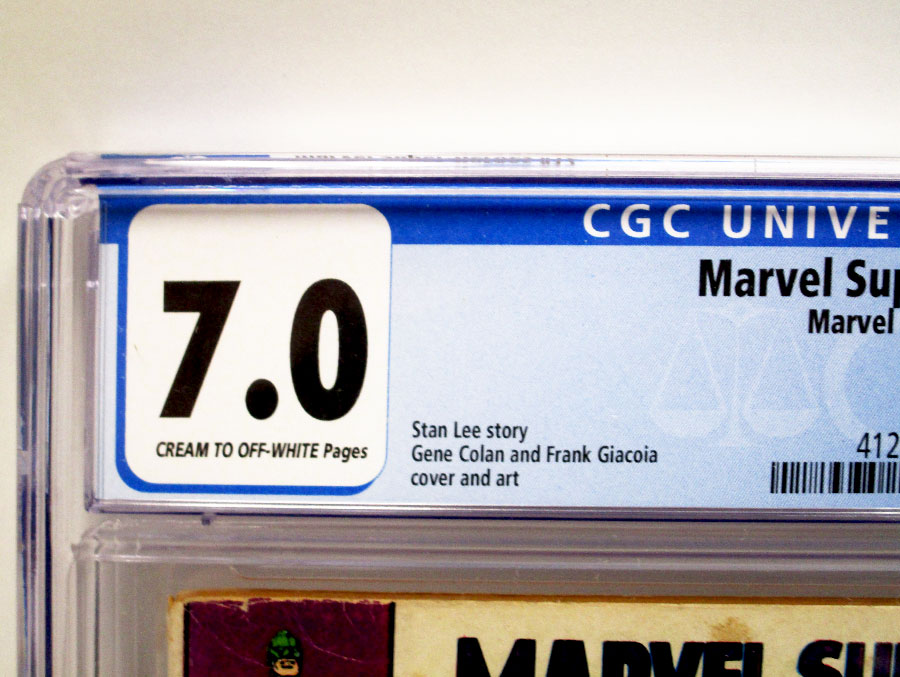 CGC UNIVE
7.0
CREAM TO OFF-WHITE Pages
Marvel Sup
Marvel
Stan Lee story
Gene Colan and Frank Giacoia
cover and art
412
MARVEL SU